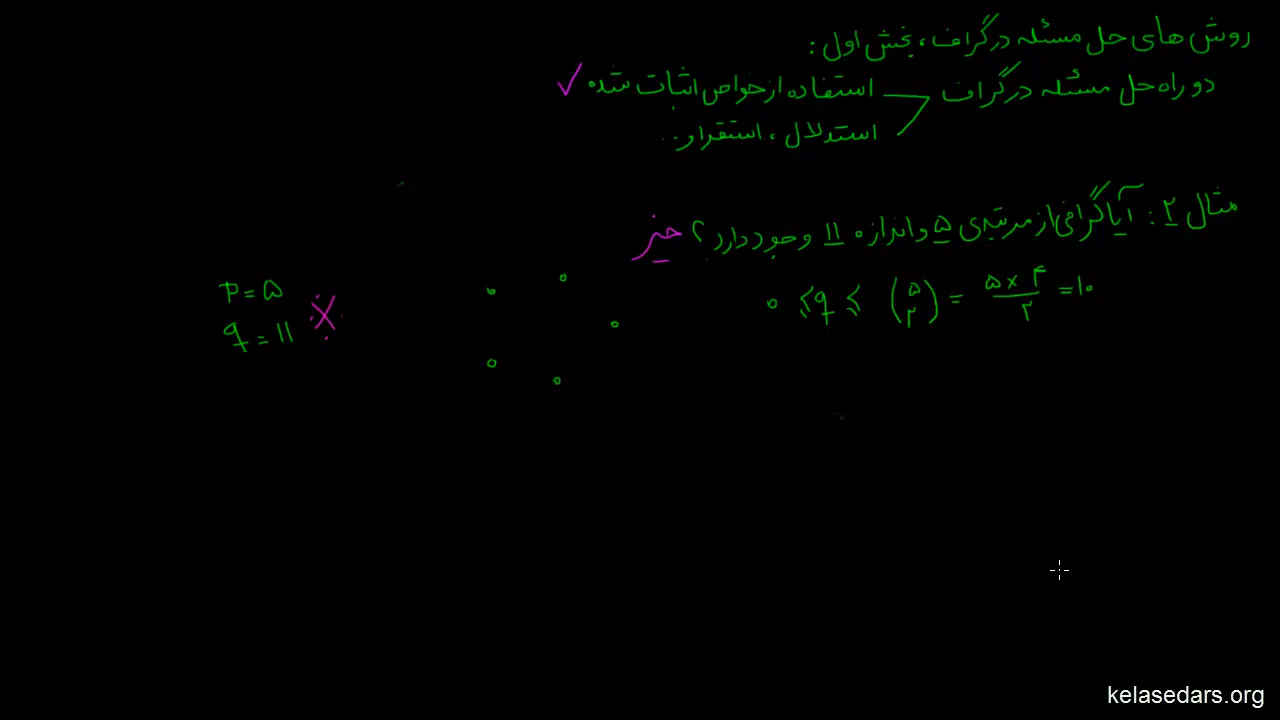 روش های حل مسئله در گراف، بخش اول:
دو راه حل مسئله در گراف
استفاده از خواص اثبات شده ✓
استدلال، استقرا و...
مثال ۲: آیا گرافی از مرتبه‌ی ۵ و اندازه ۱۱ وجود دارد؟ خیر
p = ۵
q = ۱۱
۰ ≤ q ≤ (۵ ۲) = ۵×۴/۲ = ۱۰
kelasedars.org